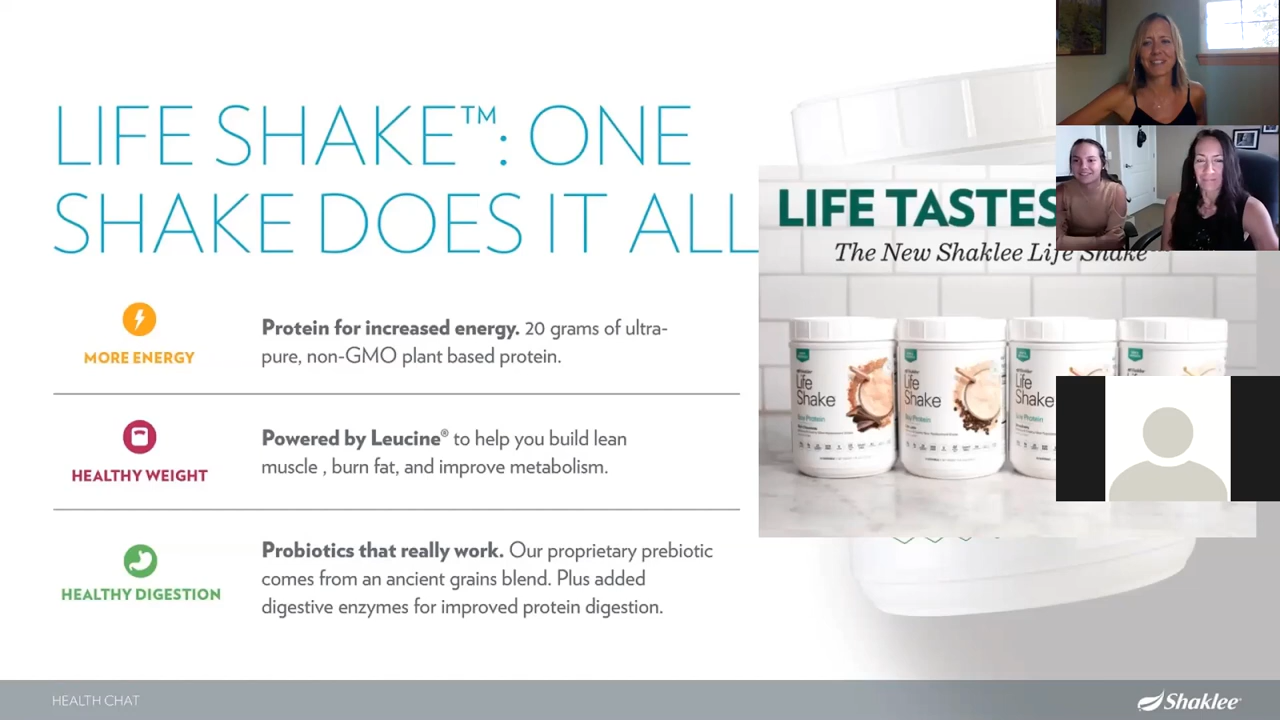 LIFE SHAKE™: ONE
SHAKE DOES IT ALL
MORE ENERGY
Protein for increased energy. 20 grams of ultra-
pure, non-GMO plant based protein.
HEALTHY WEIGHT
Powered by Leucine® to help you build lean
muscle , burn fat, and improve metabolism.
HEALTHY DIGESTION
Probiotics that really work. Our proprietary prebiotic
comes from an ancient grains blend. Plus added
digestive enzymes for improved protein digestion.
LIFE TASTES
The New Shaklee Life Shake
Life
Shake
Life
Shake
Life
Shake
HEALTH CHAT
Shaklee